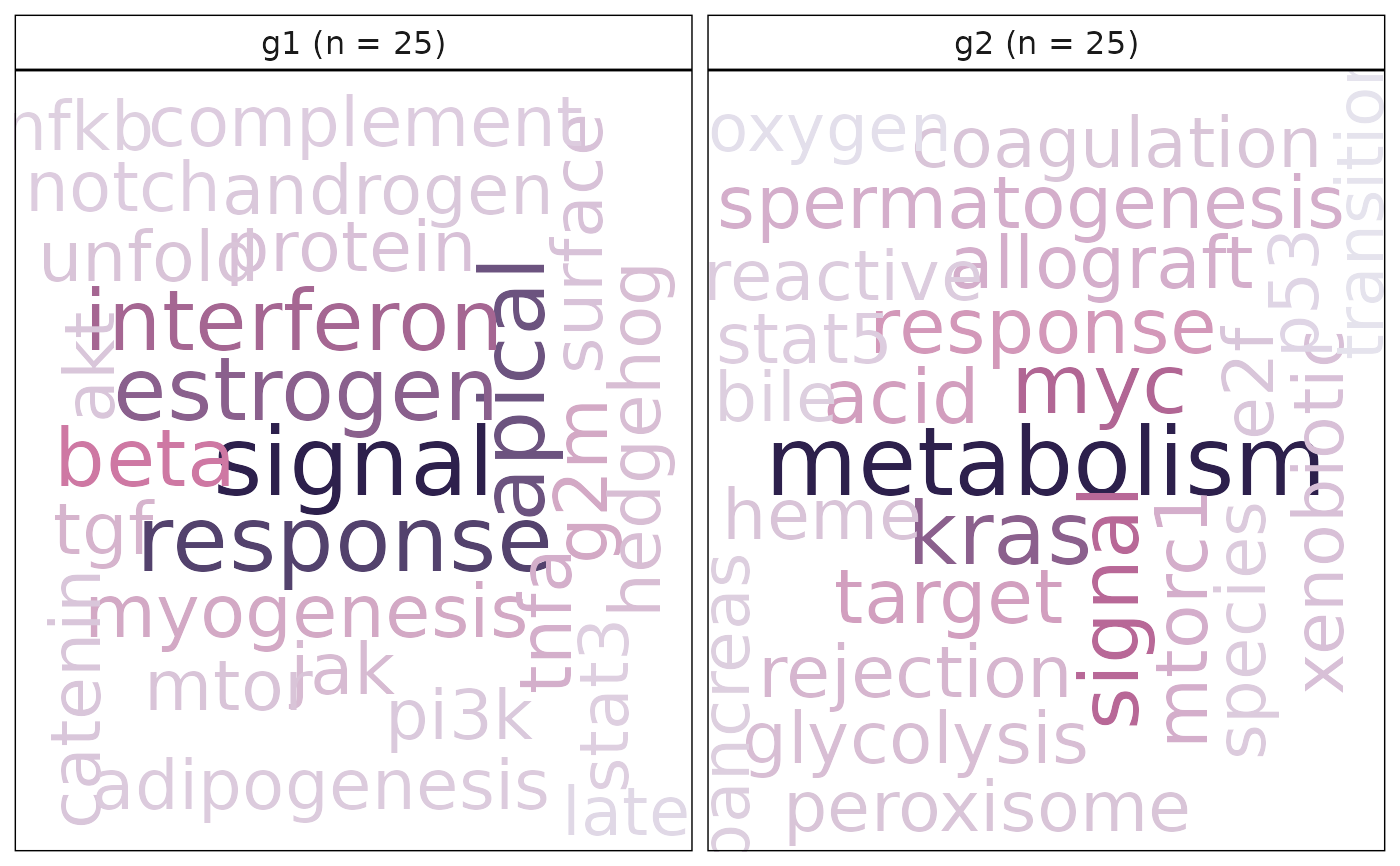 g1 (n = 25)
nfkb
complement
notch
androgen
surface
unfold
protein
apical
hedgehog
interferon
akt
estrogen
g2m
beta
signal
tgf
response
tnfa
catenin
myogenesis
stat3
mtor
jak
pi3k
adipogenesis
late
g2 (n = 25)
oxygen
coagulation
transition
spermatogenesis
reactive
allograft
p53
stat5
response
e2f
xenobiotic
bile
acid
myc
metabolism
heme
kras
signal
mtorc1
species
pancreas
target
rejection
glycolysis
peroxisome